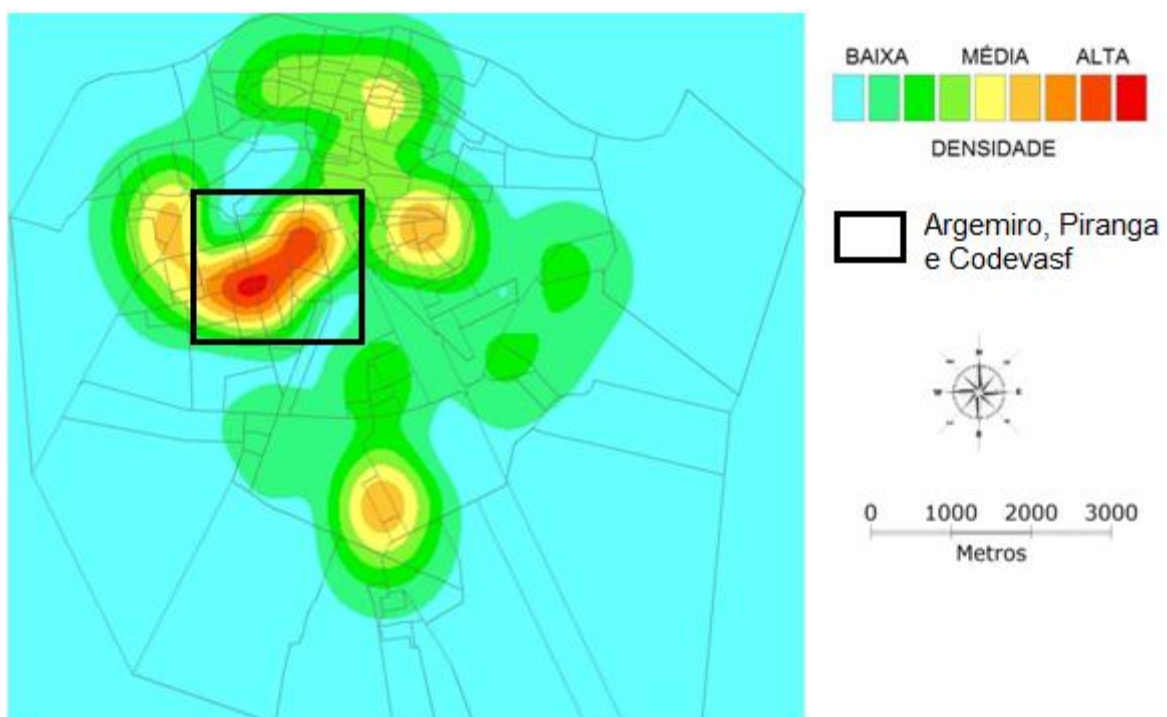 BAIXA MÉDIA ALTA
DENSIDADE
Argemiro, Piranga
e Codevasf
N
W E
S
0 1000 2000 3000
Metros